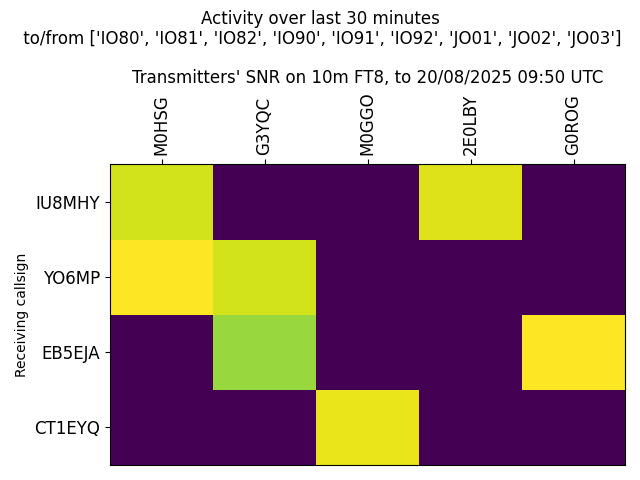 Activity over last 30 minutes
to/from ['IO80', 'IO81', 'IO82', 'IO90', 'IO91', 'IO92', 'JO01', 'JO02', 'JO03']
Transmitters' SNR on 10m FT8, to 20/08/2025 09:50 UTC
M0HSG
G3YQC
M0GGO
2E0LBY
G0ROG
Receiving callsign
IU8MHY
YO6MP
EB5EJA
CT1EYQ